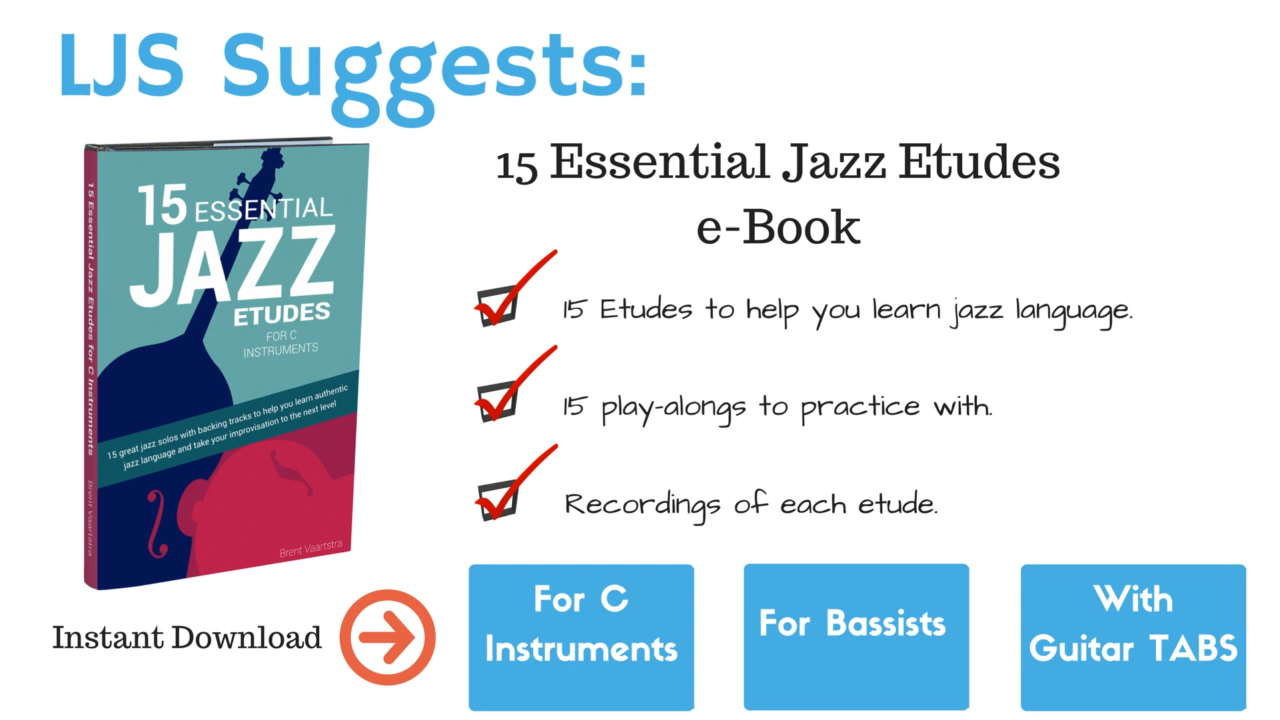 LJS Suggests:
15 Essential Jazz Etudes for C Instruments
Brent Vaartstra
15 ESSENTIAL
JAZZ
ETUDES
FOR C
INSTRUMENTS
15 great jazz solos with backing tracks to help you learn authentic
jazz language and take your improvisation to the next level
Brent Vaartstra
15 Essential Jazz Etudes
e-Book
15 Etudes to help you learn jazz language.
15 play-alongs to practice with.
Recordings of each etude.
Instant Download
For C
Instruments
For Bassists
With
Guitar TABS